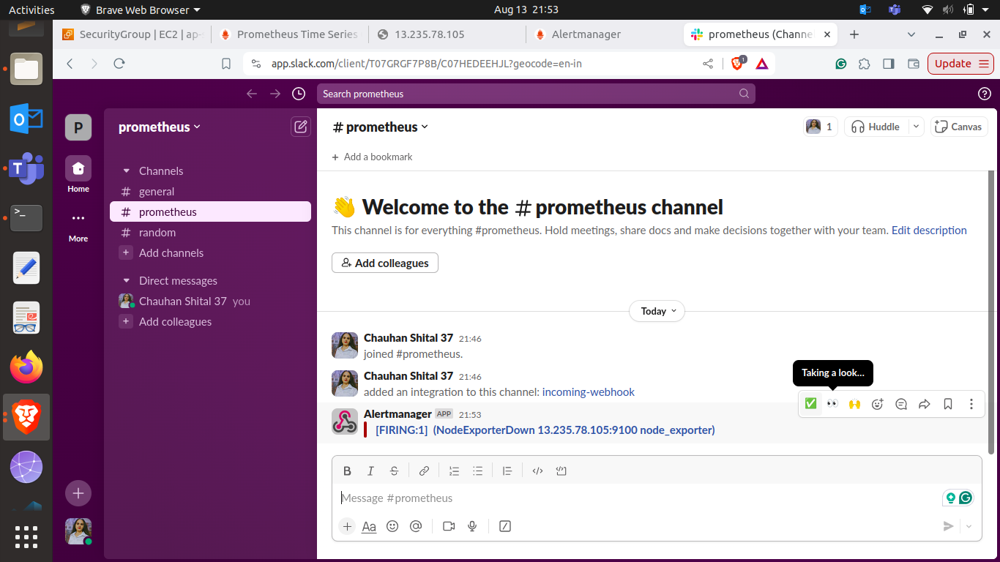 Activities
Brave Web Browser
Aug 13 21:53
SecurityGroup | EC2 | ap-s
Prometheus Time Series
13.235.78.105
Alertmanager
prometheus (Channe
app.slack.com/client/T07GRGF7P8B/C07HEDEEHJL?geocode=en-in
1
Update
Search prometheus
P
prometheus
Home
More
Channels
# general
# prometheus
# random
+ Add channels
Direct messages
Chauhan Shital 37 you
+ Add colleagues
# prometheus
1
Huddle
Canvas
+ Add a bookmark
👋 Welcome to the # prometheus channel
This channel is for everything #prometheus. Hold meetings, share docs and make decisions together with your team. Edit description
Add colleagues
Today
Chauhan Shital 37 21:46
joined #prometheus.
Chauhan Shital 37 21:46
added an integration to this channel: incoming-webhook
Taking a look...
Alertmanager APP 21:53
[FIRING:1] (NodeExporterDown 13.235.78.105:9100 node_exporter)
B I S
Message #prometheus
+ Aa